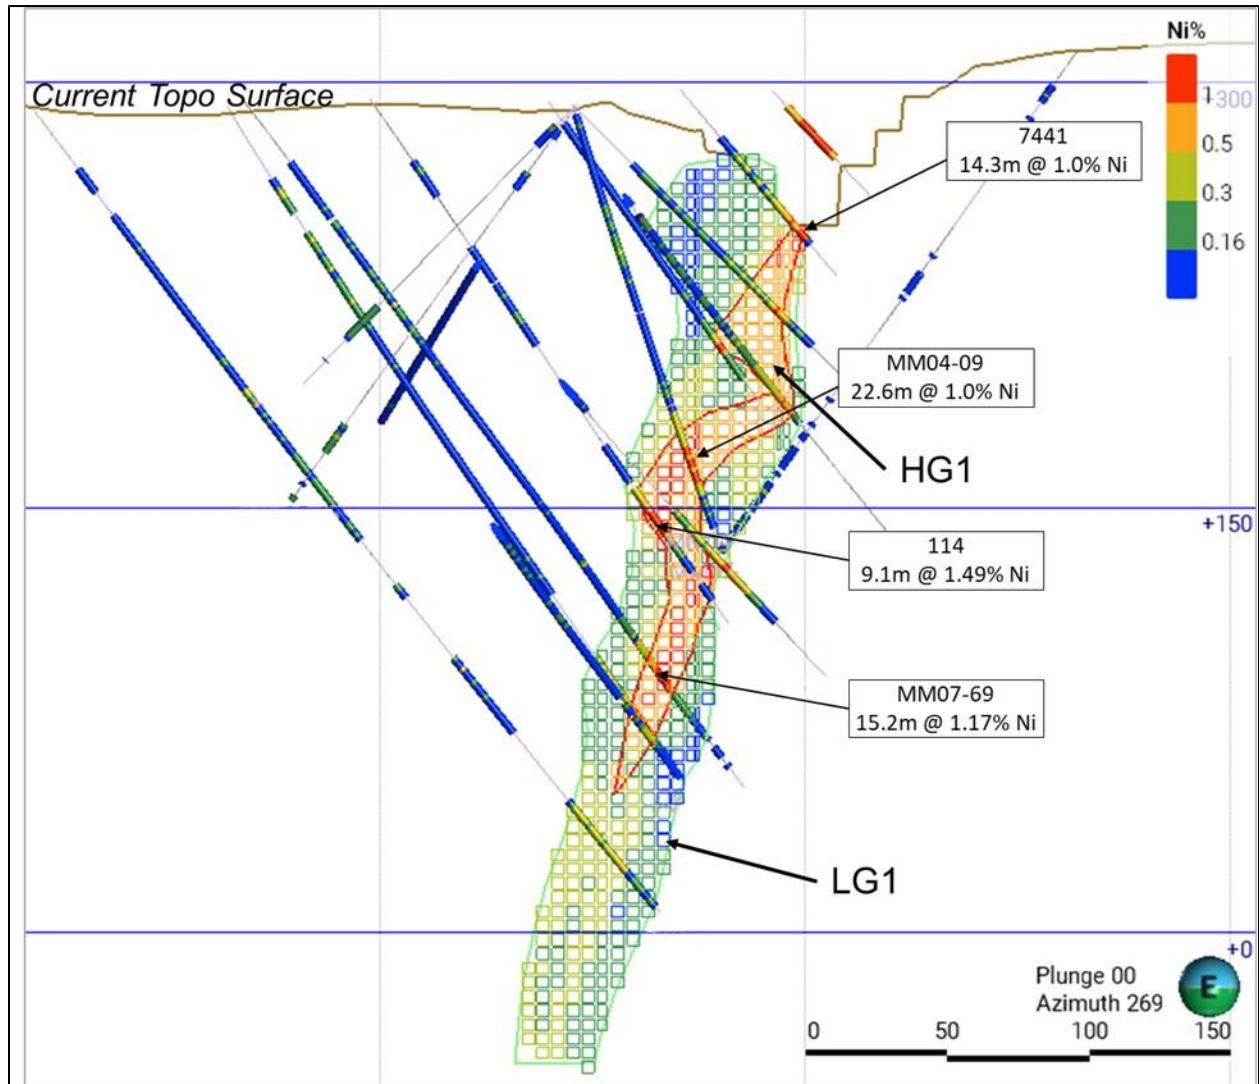 Ni%
Current Topo Surface
1
+300
0.5
0.3
0.16
7441
14.3m @ 1.0% Ni
MM04-09
22.6m @ 1.0% Ni
HG1
+150
114
9.1m @ 1.49% Ni
MM07-69
15.2m @ 1.17% Ni
LG1
+0
Plunge 00
Azimuth 269
E
0 50 100 150